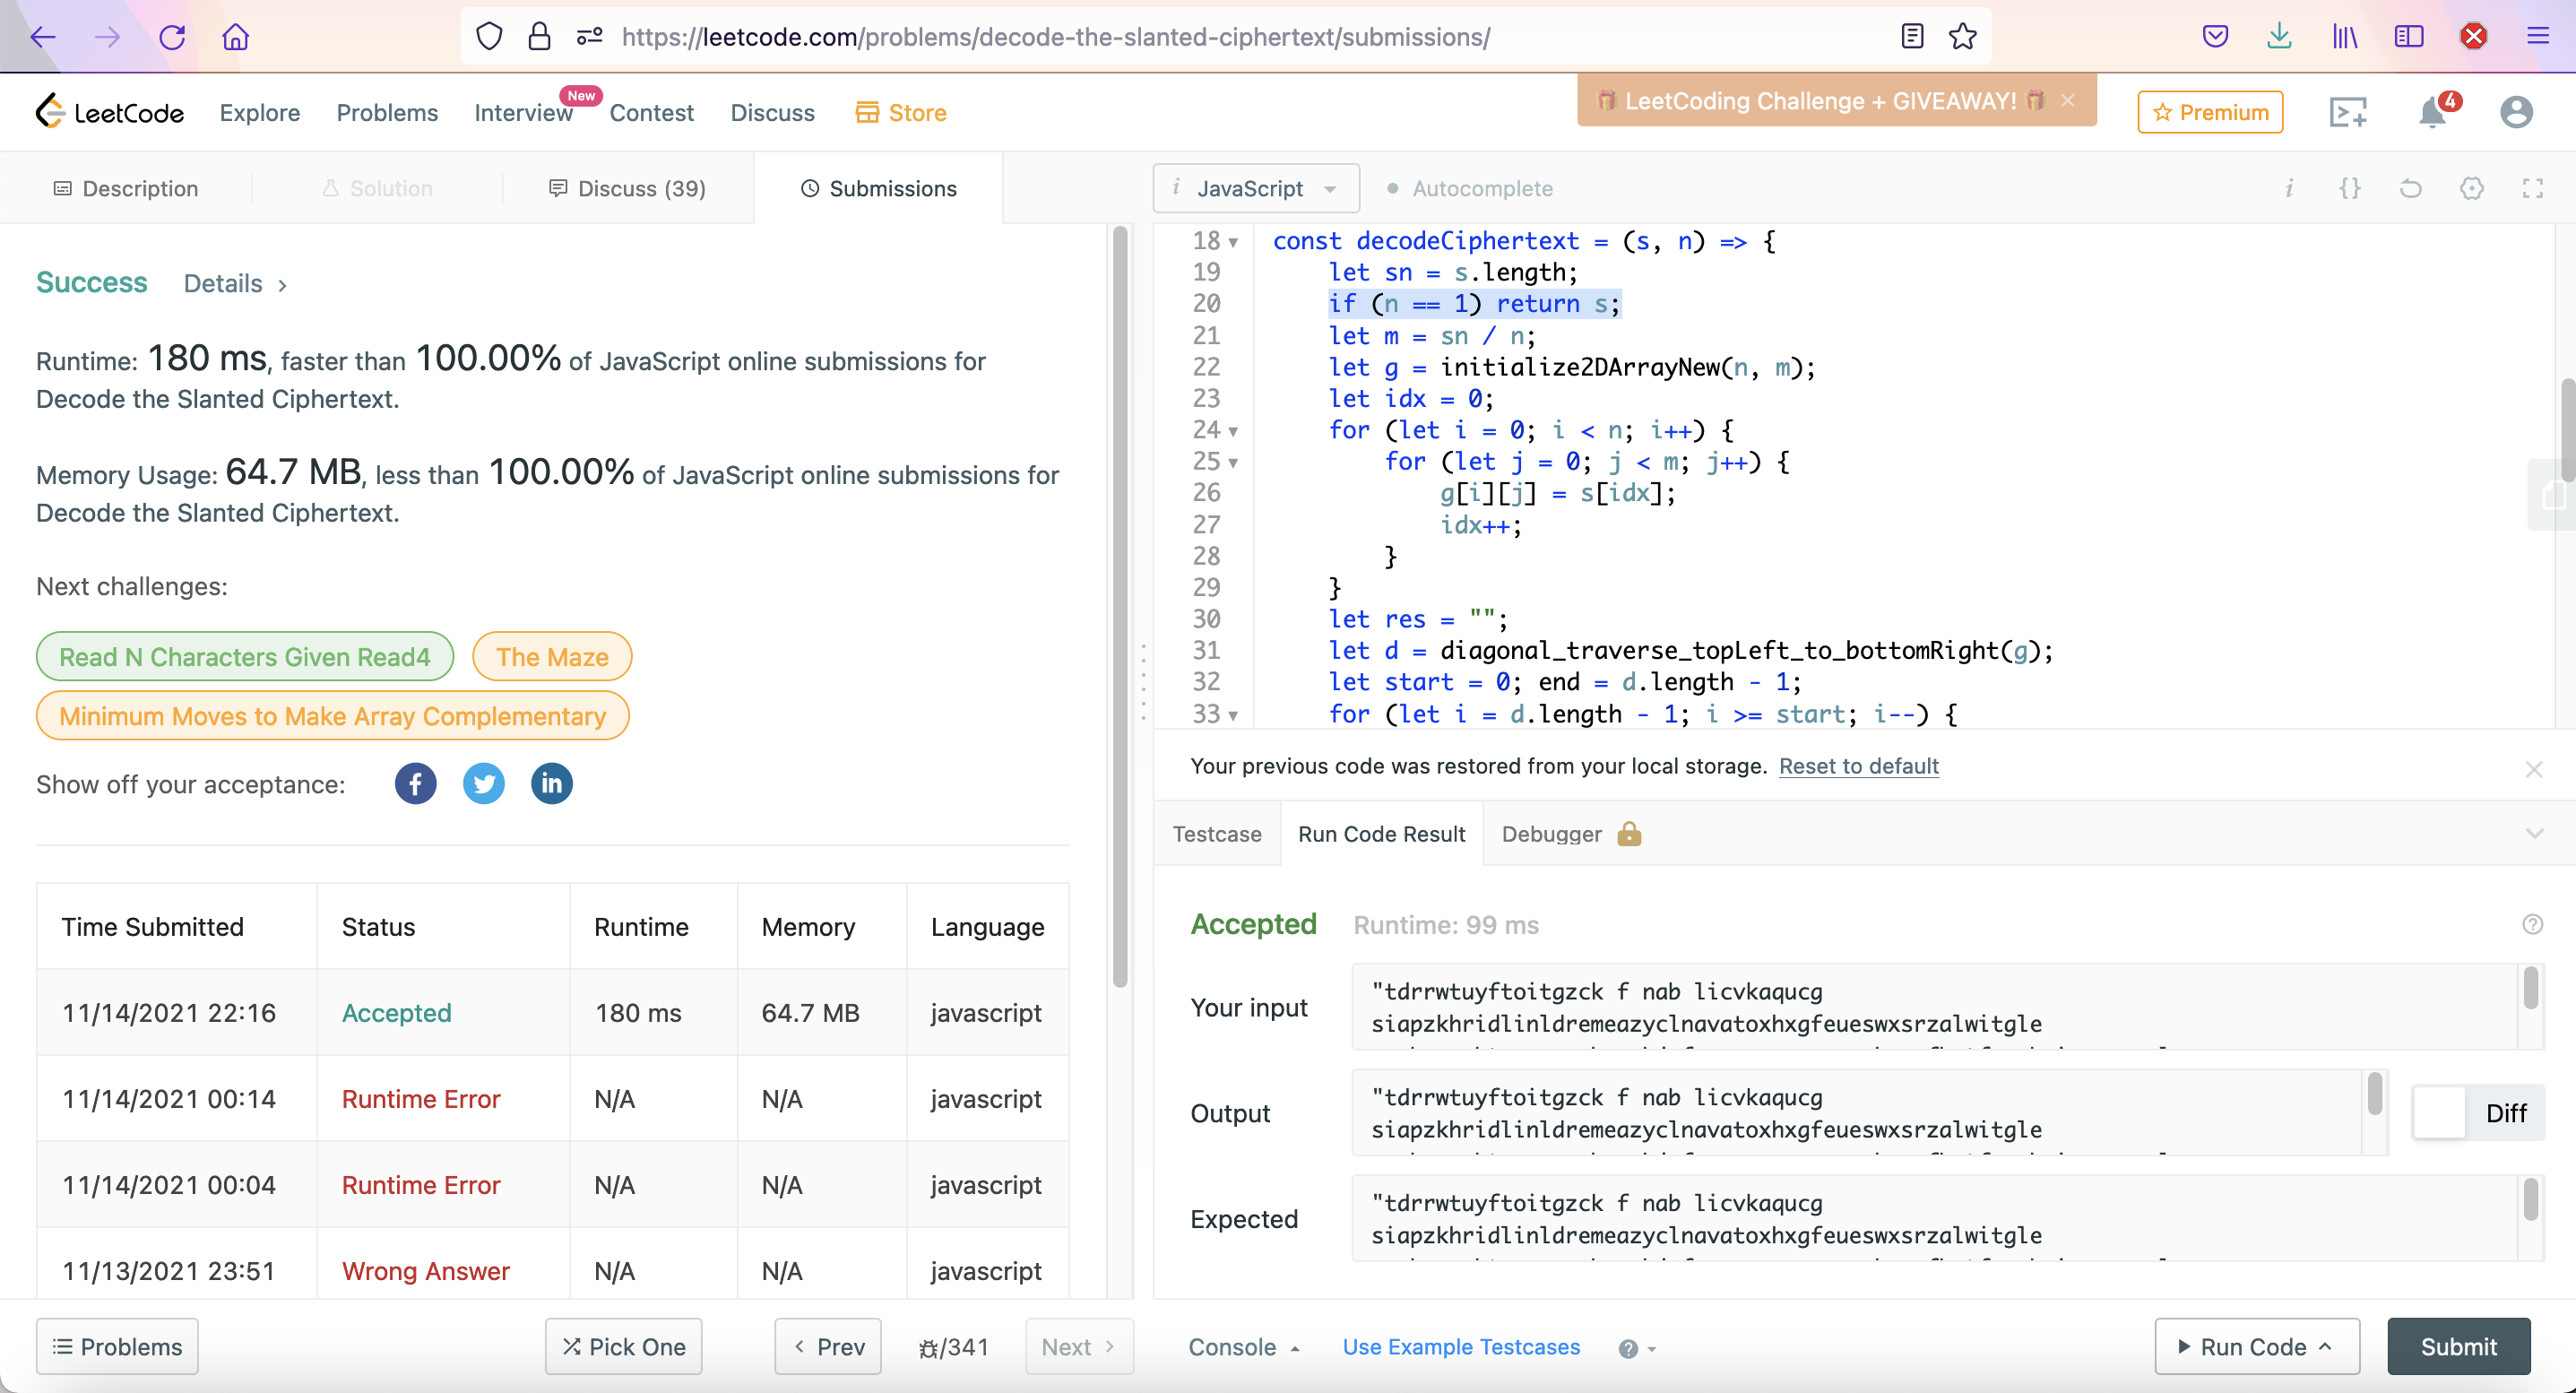 https://leetcode.com/problems/decode-the-slanted-ciphertext/submissions/
LeetCode
Explore
Problems
Interview
New
Contest
Discuss
Store
LeetCoding Challenge + GIVEAWAY!
Premium
4
Description
Solution
Discuss (39)
Submissions
i JavaScript
Autocomplete
Success Details
Runtime: 180 ms, faster than 100.00% of JavaScript online submissions for
Decode the Slanted Ciphertext.
Memory Usage: 64.7 MB, less than 100.00% of JavaScript online submissions for
Decode the Slanted Ciphertext.
Next challenges:
Read N Characters Given Read4
The Maze
Minimum Moves to Make Array Complementary
Show off your acceptance:
Time Submitted Status Runtime Memory Language
11/14/2021 22:16 Accepted 180 ms 64.7 MB javascript
11/14/2021 00:14 Runtime Error N/A N/A javascript
11/14/2021 00:04 Runtime Error N/A N/A javascript
11/13/2021 23:51 Wrong Answer N/A N/A javascript
Problems
Pick One
Prev
/341
Next
18 const decodeCiphertext = (s, n) => {
19 let sn = s.length;
20 if (n == 1) return s;
21 let m = sn / n;
22 let g = initialize2DArrayNew(n, m);
23 let idx = 0;
24 for (let i = 0; i < n; i++) {
25 for (let j = 0; j < m; j++) {
26 g[i][j] = s[idx];
27 idx++;
28 }
29 }
30 let res = "";
31 let d = diagonal_traverse_topLeft_to_bottomRight(g);
32 let start = 0; end = d.length - 1;
33 for (let i = d.length - 1; i >= start; i--) {
Your previous code was restored from your local storage. Reset to default
Testcase
Run Code Result
Debugger
Accepted Runtime: 99 ms
Your input
"tdrrwtuyftoitgzck f nab licvkaqucg
siapzkhridlinldremeazyclnavatoxhxgfeueswxsrzalwitgle
Output
"tdrrwtuyftoitgzck f nab licvkaqucg
siapzkhridlinldremeazyclnavatoxhxgfeueswxsrzalwitgle
Diff
Expected
"tdrrwtuyftoitgzck f nab licvkaqucg
siapzkhridlinldremeazyclnavatoxhxgfeueswxsrzalwitgle
Console
Use Example Testcases
Run Code
Submit